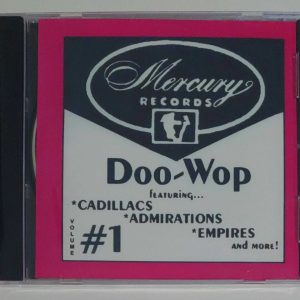 Mercury
RECORDS
Doo-Wop
featuring...
*CADILLACS
*ADMIRATIONS
*EMPIRES
and more!
VOLUME
#1